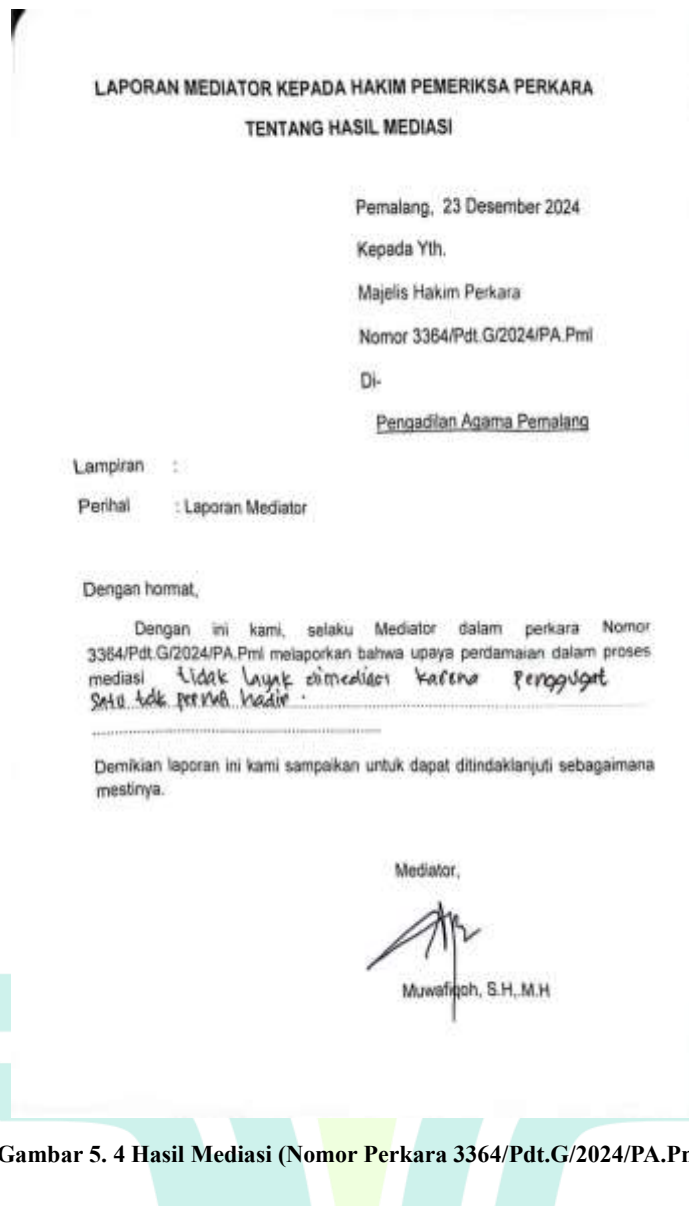 LAPORAN MEDIATOR KEPADA HAKIM PEMERIKSA PERKARA
TENTANG HASIL MEDIASI
Pemalang, 23 Desember 2024
Kepada Yth.
Majelis Hakim Perkara
Nomor 3364/Pdt.G/2024/PA.Pml
Di-
Pengadilan Agama Pemalang
Lampiran :
Perihal : Laporan Mediator
Dengan hormat,
Dengan ini kami, selaku Mediator dalam perkara Nomor
3364/Pdt.G/2024/PA.Pml melaporkan bahwa upaya perdamaian dalam proses
mediasi tidak layak dimediasi karena penggugat
satu tdk pernah hadir.
Demikian laporan ini kami sampaikan untuk dapat ditindaklanjuti sebagaimana
mestinya.
Mediator,
Muwafiqoh, S.H,.M.H
Gambar 5. 4 Hasil Mediasi (Nomor Perkara 3364/Pdt.G/2024/PA.Pm